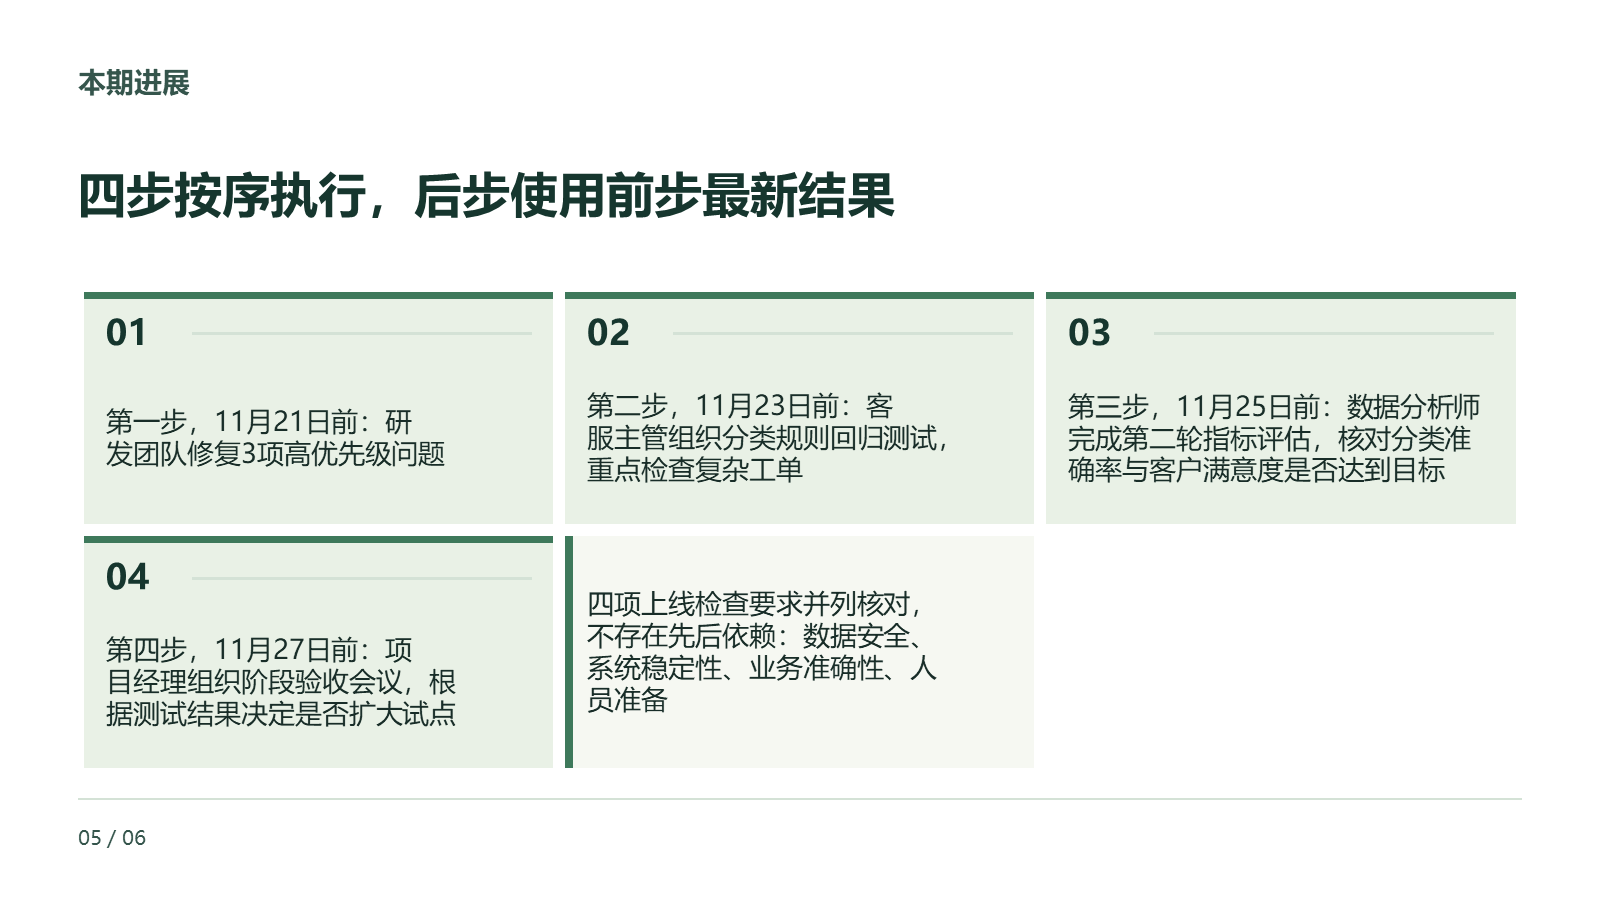 本期进展
四步按序执行，后步使用前步最新结果
01
第一步，11月21日前：研
发团队修复3项高优先级问题
02
第二步，11月23日前：客
服主管组织分类规则回归测试，
重点检查复杂工单
03
第三步，11月25日前：数据分析师
完成第二轮指标评估，核对分类准
确率与客户满意度是否达到目标
04
第四步，11月27日前：项
目经理组织阶段验收会议，根
据测试结果决定是否扩大试点
四项上线检查要求并列核对，
不存在先后依赖：数据安全、
系统稳定性、业务准确性、人
员准备
05 / 06